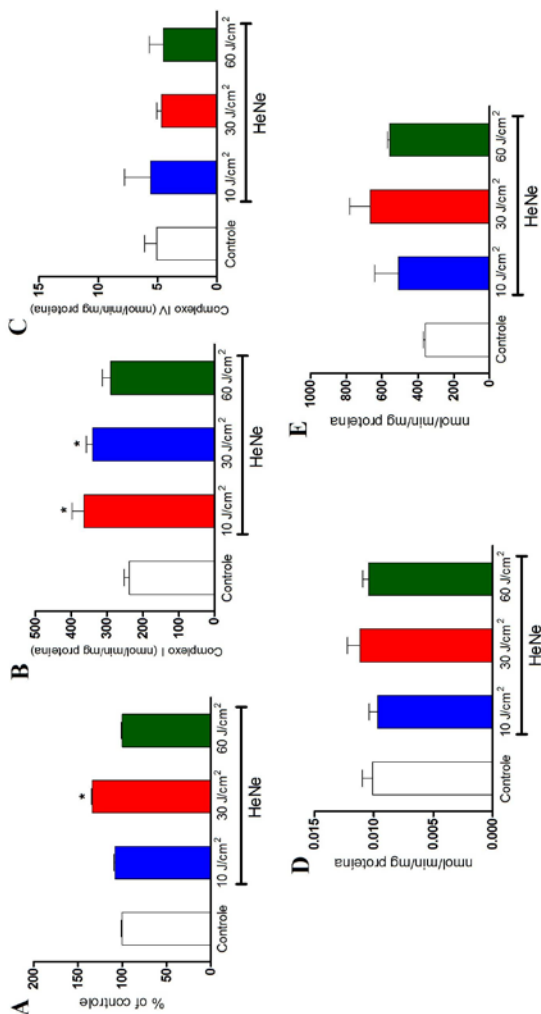 A
% of controle
200
150
100
50
0
Controle
10 J/cm²
30 J/cm²
60 J/cm²
HeNe
*
B
Complexo I (nmol/min/mg proteina)
500
400
300
200
100
0
Controle
10 J/cm²
30 J/cm²
60 J/cm²
HeNe
*
*
C
Complexo IV (nmol/min/mg proteina)
15
10
5
0
Controle
10 J/cm²
30 J/cm²
60 J/cm²
HeNe
D
nmol/min/mg proteina
0.015
0.010
0.005
0.000
Controle
10 J/cm²
30 J/cm²
60 J/cm²
HeNe
E
nmol/min/mg proteina
1000
800
600
400
200
0
Controle
10 J/cm²
30 J/cm²
60 J/cm²
HeNe